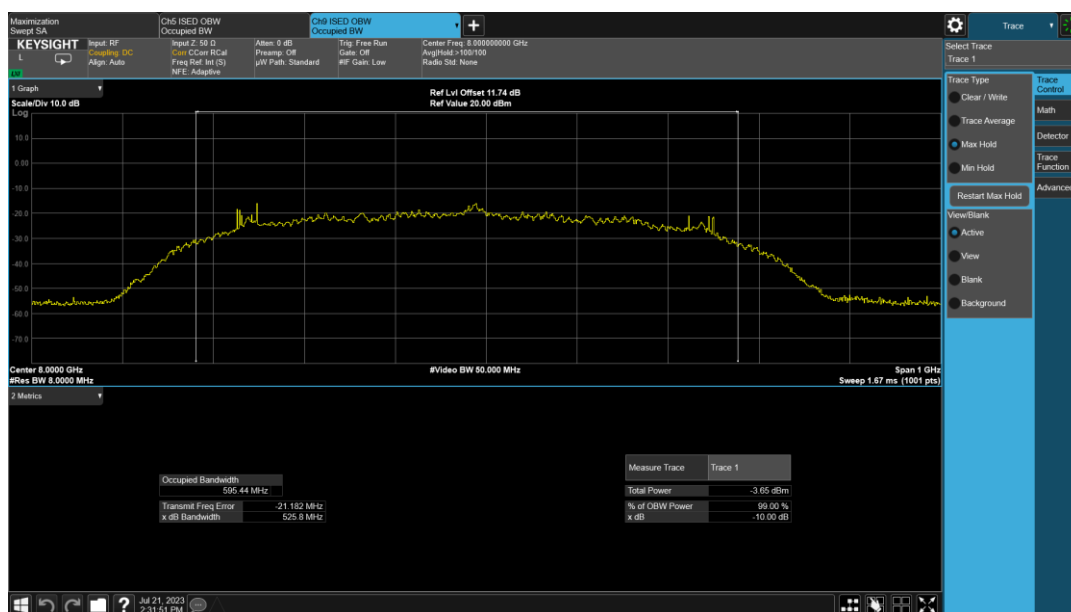 Maximization
Swept SA
Ch5 ISED OBW
Occupied BW
Ch9 ISED OBW
Occupied BW
Trace
KEYSIGHT
L
Input: RF
Coupling: DC
Align: Auto
Input Z: 50 Ω
Corr CCorr RCal
Freq Ref: Int (S)
NFE: Adaptive
Atten: 0 dB
Preamp: Off
µW Path: Standard
Trig: Free Run
Gate: Off
#IF Gain: Low
Center Freq: 8.000000000 GHz
Avg|Hold:>100/100
Radio Std: None
Select Trace
Trace 1
1 Graph
Scale/Div 10.0 dB
Ref Lvl Offset 11.74 dB
Ref Value 20.00 dBm
Log
10.0
0.00
-10.0
-20.0
-30.0
-40.0
-50.0
-60.0
-70.0
Center 8.0000 GHz
#Res BW 8.0000 MHz
#Video BW 50.000 MHz
Span 1 GHz
Sweep 1.67 ms (1001 pts)
Trace Type
Clear / Write
Trace Average
Max Hold
Min Hold
Restart Max Hold
View/Blank
Active
View
Blank
Background
Trace
Control
Math
Detector
Trace
Function
Advanced
2 Metrics
Occupied Bandwidth
595.44 MHz
Transmit Freq Error -21.182 MHz
x dB Bandwidth 525.8 MHz
Measure Trace Trace 1
Total Power -3.65 dBm
% of OBW Power 99.00 %
x dB -10.00 dB
Jul 21, 2023
2:31:51 PM